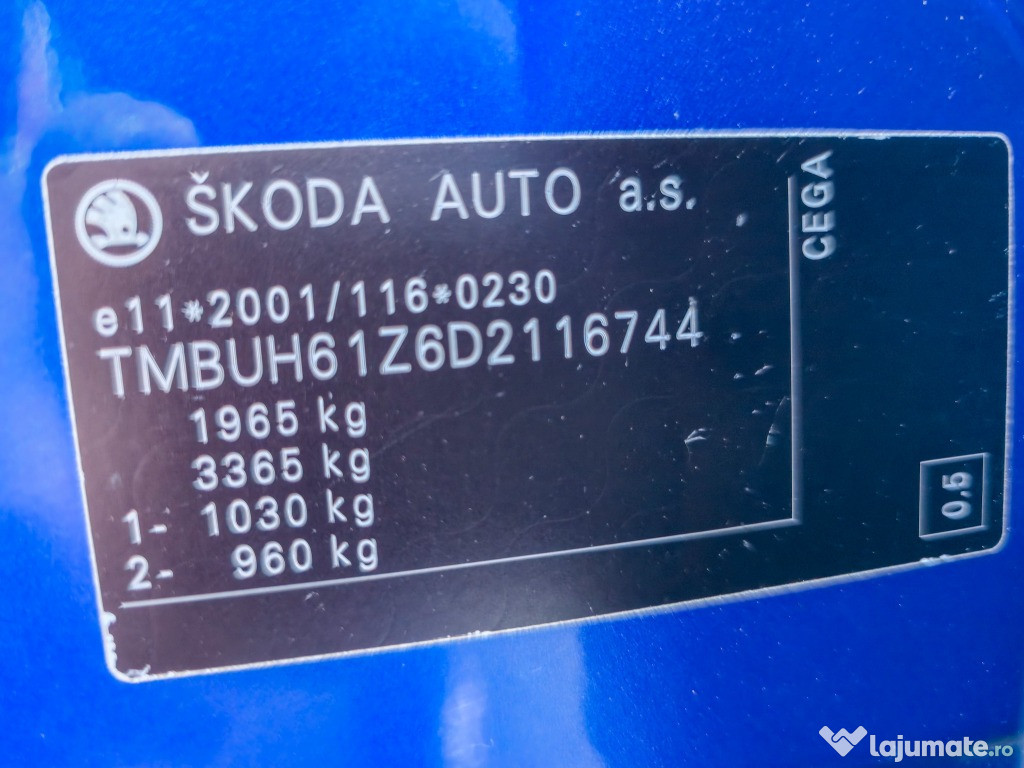 ŠKODA AUTO a.s.
e11*2001/116*0230
TMBUH61Z6D2116744
1965 kg
3365 kg
1- 1030 kg
2- 960 kg
CEGA
0.5
lajumate.ro